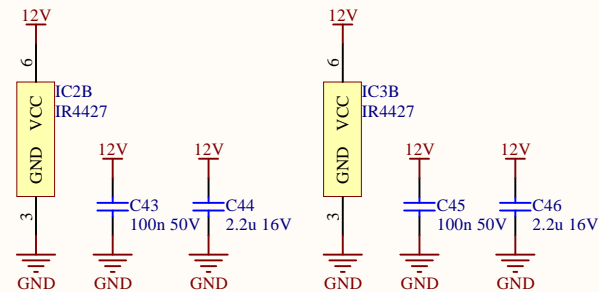 12V
6
VCC
GND
IC2B
IR4427
3
GND
12V
C43
100n 50V
GND
12V
C44
2.2u 16V
GND
12V
6
VCC
GND
IC3B
IR4427
3
GND
12V
C45
100n 50V
GND
12V
C46
2.2u 16V
GND